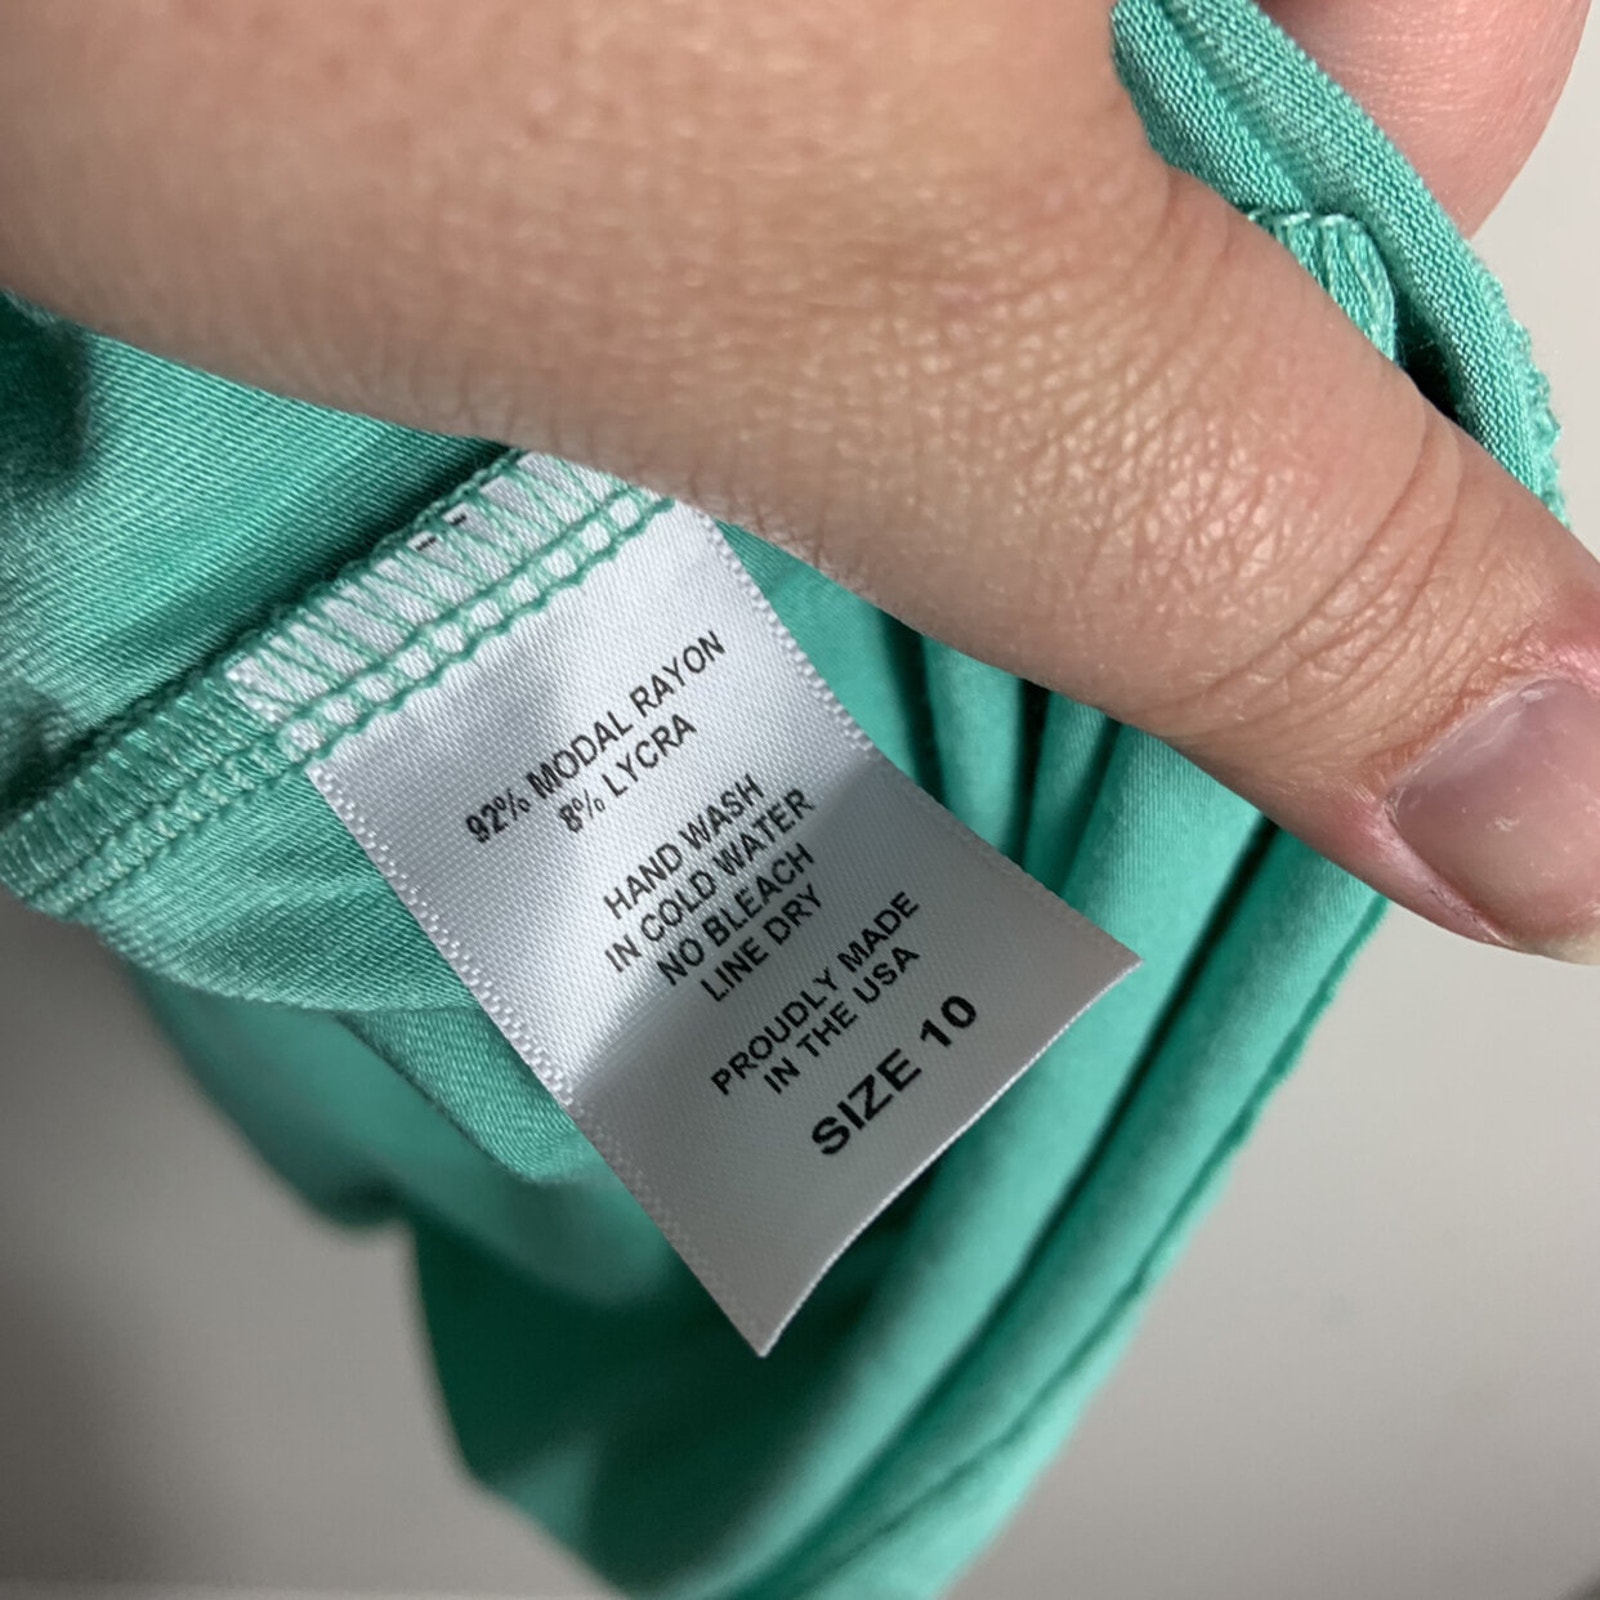 92% MODAL RAYON
8% LYCRA
HAND WASH
IN COLD WATER
NO BLEACH
LINE DRY
PROUDLY MADE
IN THE USA
SIZE 10